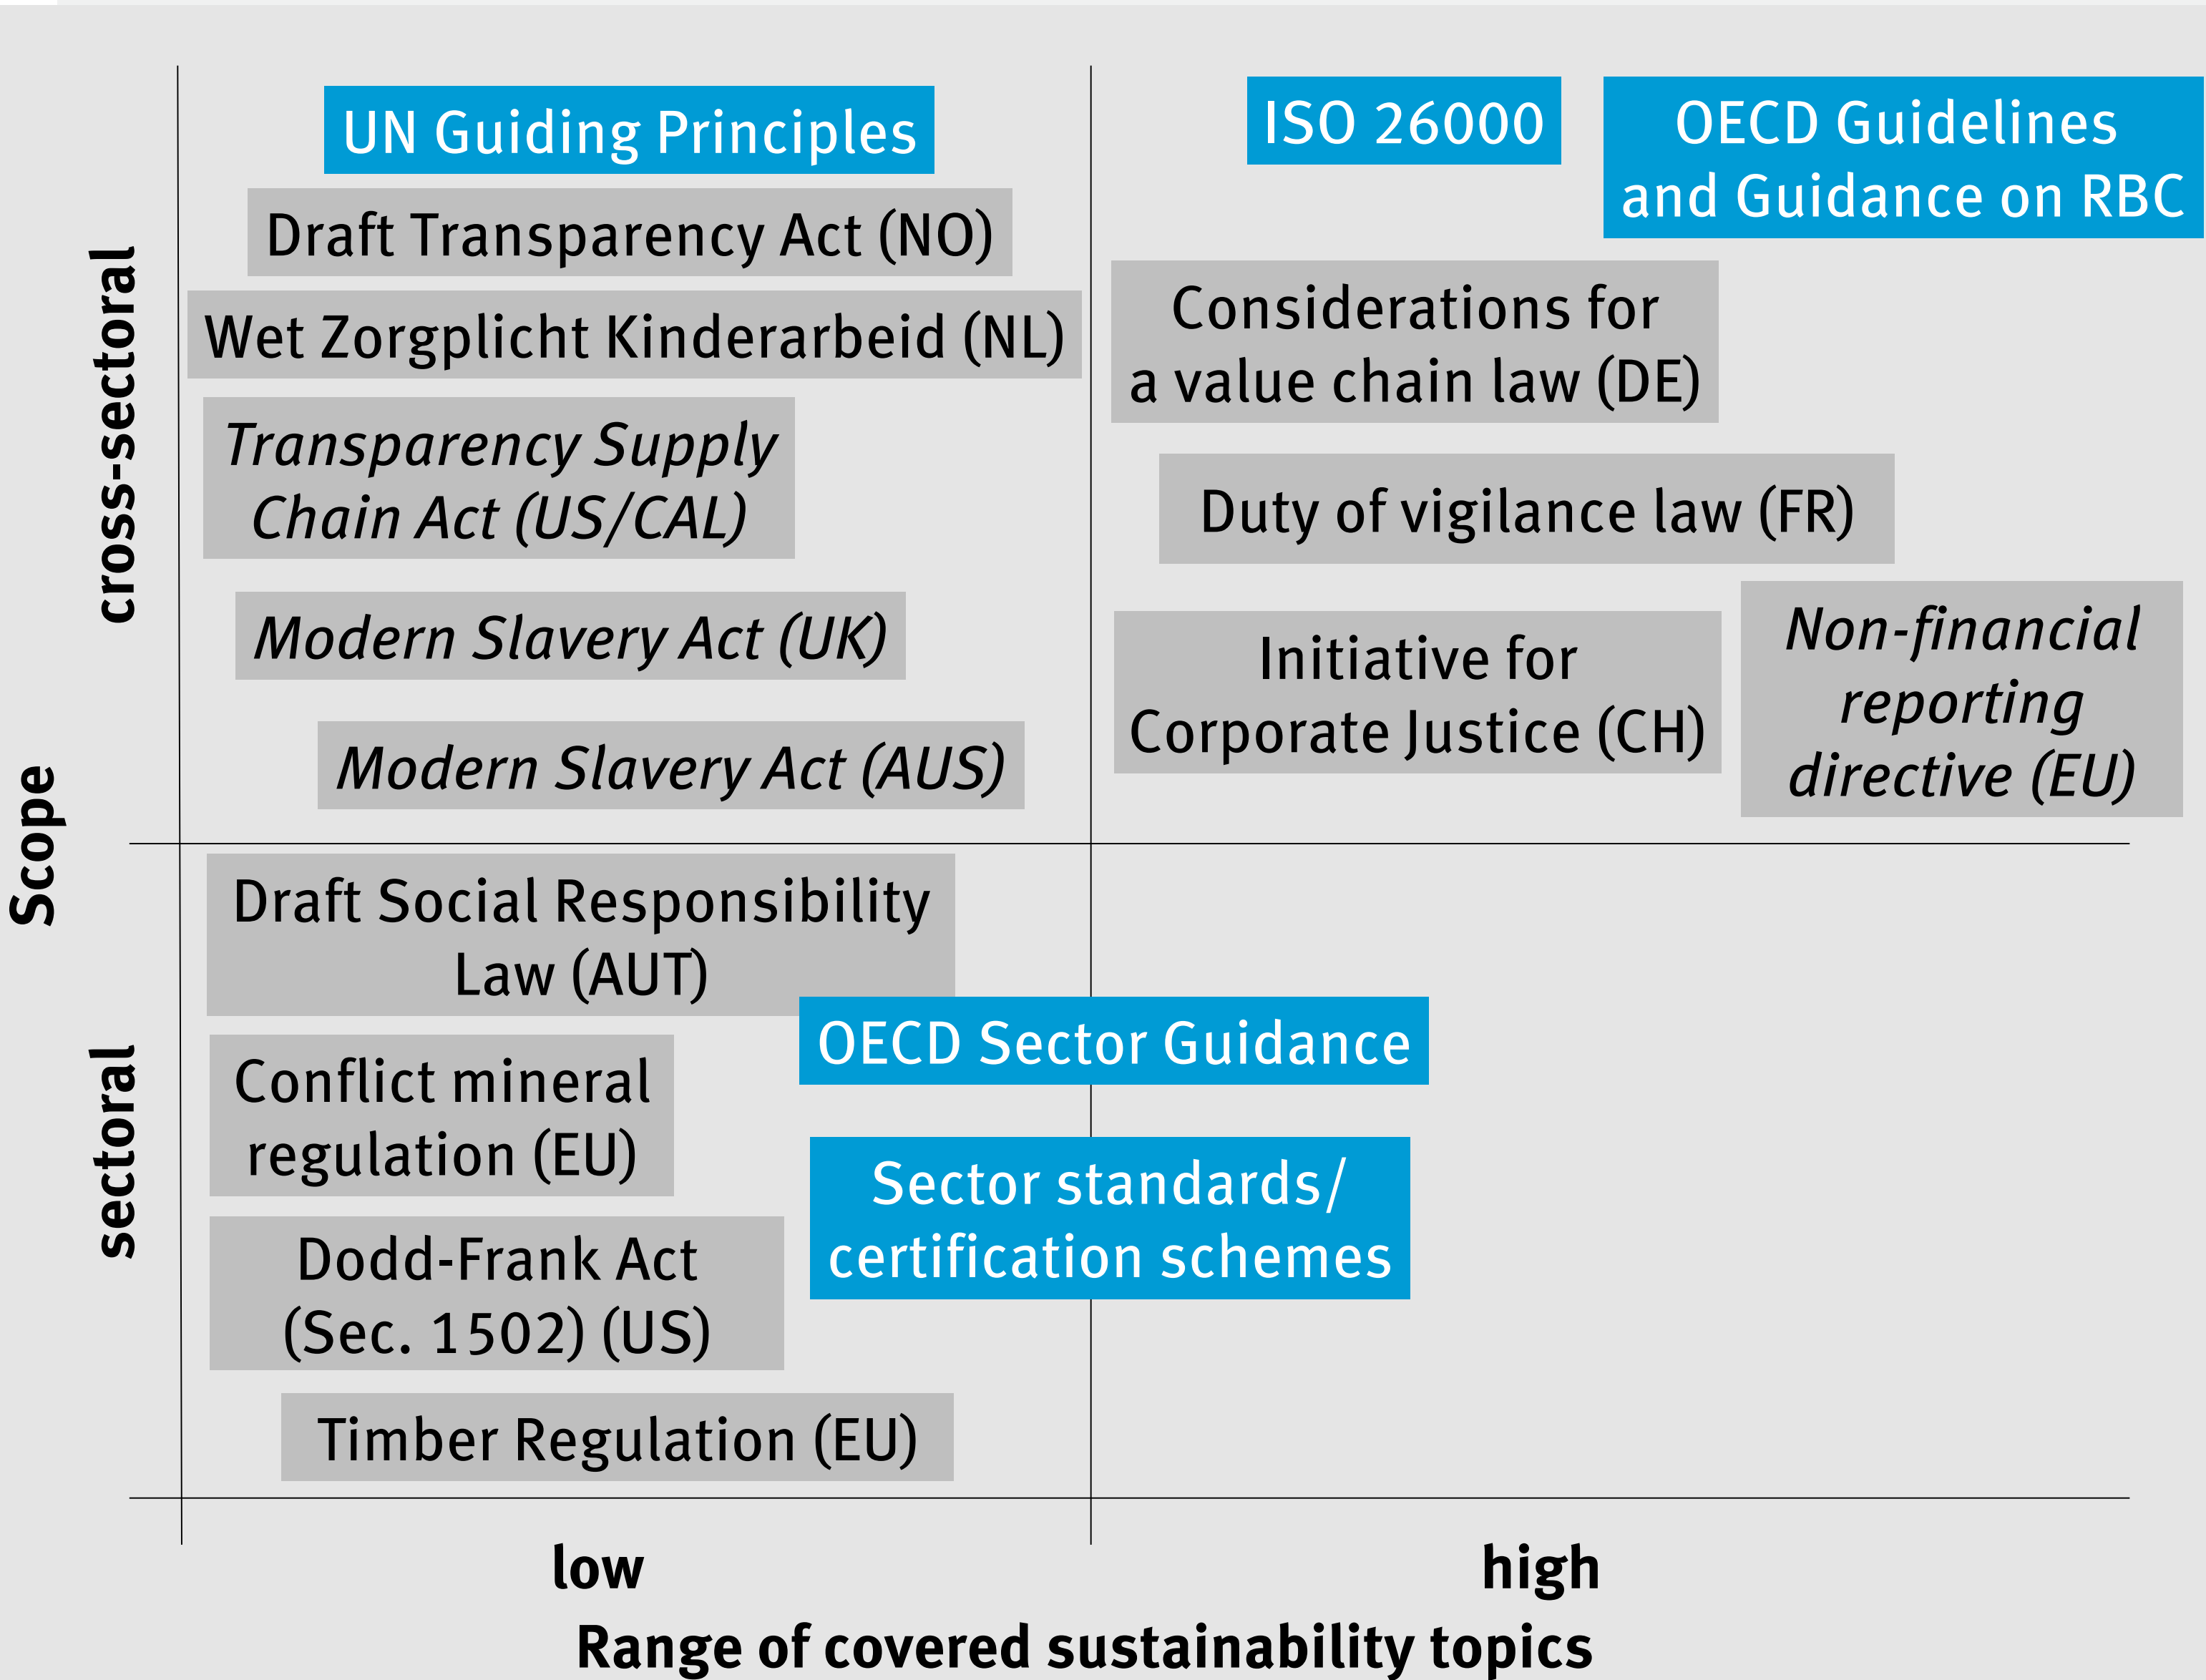 UN Guiding Principles
ISO 26000
OECD Guidelines
and Guidance on RBC
Draft Transparency Act (NO)
Wet Zorgplicht Kinderarbeid (NL)
Transparency Supply
Chain Act (US/CAL)
Modern Slavery Act (UK)
Modern Slavery Act (AUS)
Considerations for
a value chain law (DE)
Duty of vigilance law (FR)
Initiative for
Corporate Justice (CH)
Non-financial
reporting
directive (EU)
cross-sectoral
Scope
sectoral
Draft Social Responsibility
Law (AUT)
OECD Sector Guidance
Conflict mineral
regulation (EU)
Sector standards/
certification schemes
Dodd-Frank Act
(Sec. 1502) (US)
Timber Regulation (EU)
low
high
Range of covered sustainability topics